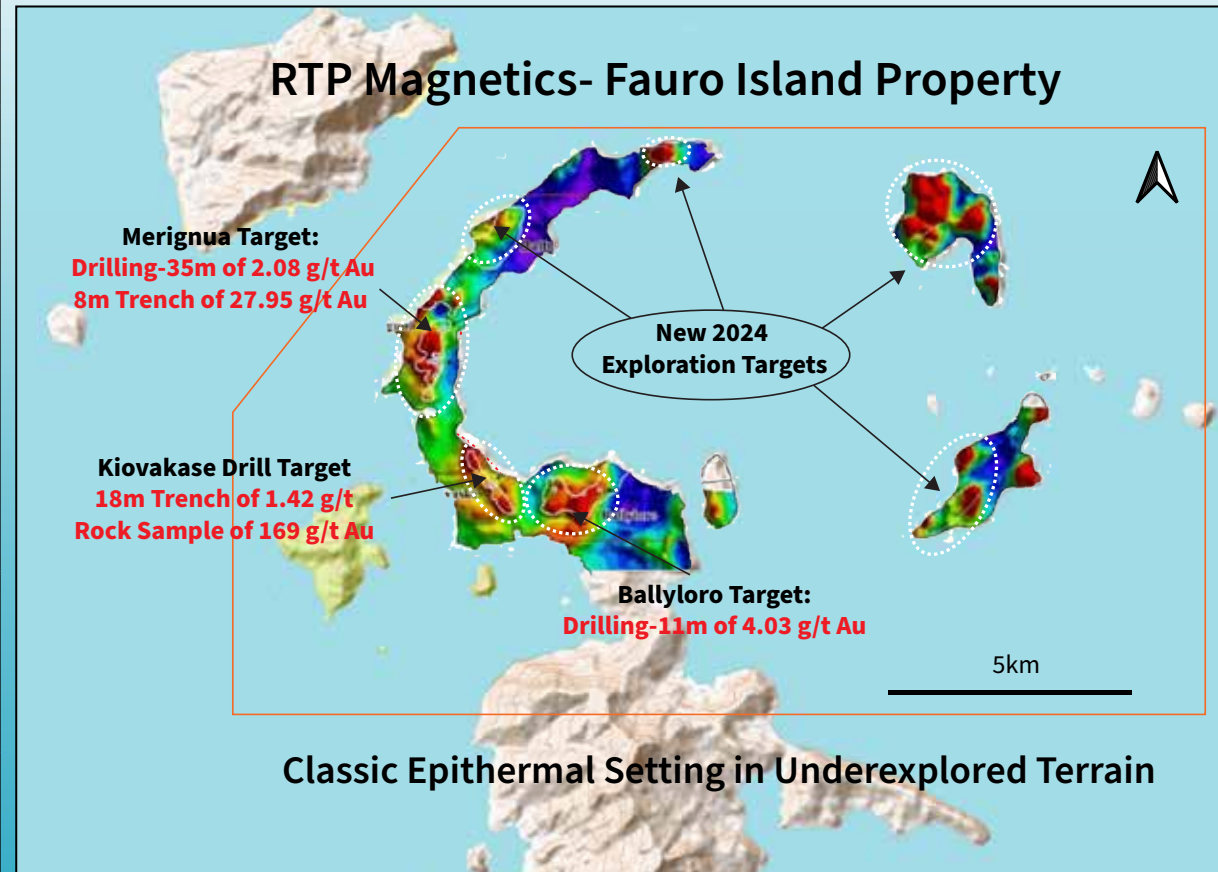 RTP Magnetics- Fauro Island Property
Merignua Target:
Drilling-35m of 2.08 g/t Au
8m Trench of 27.95 g/t Au
New 2024
Exploration Targets
Kiovakase Drill Target
18m Trench of 1.42 g/t
Rock Sample of 169 g/t Au
Ballyloro Target:
Drilling-11m of 4.03 g/t Au
5km
Classic Epithermal Setting in Underexplored Terrain